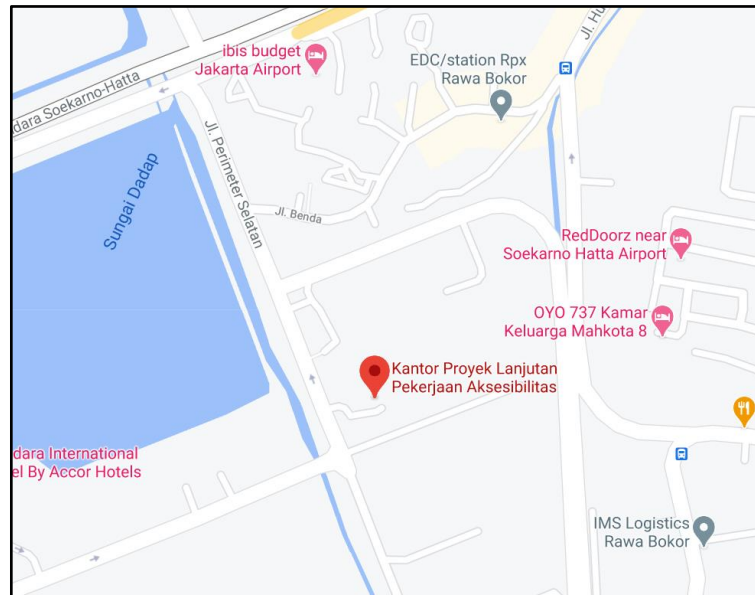 ibis budget
Jakarta Airport
EDC/station Rpx
Rawa Bokor
Jl. Hu
dara Soekarno-Hatta
Jl. Perimeter Selatan
Sungai Dadap
Jl. Benda
RedDoorz near
Soekarno Hatta Airport
OYO 737 Kamar
Keluarga Mahkota 8
Kantor Proyek Lanjutan
Pekerjaan Aksesibilitas
dara International
el By Accor Hotels
IMS Logistics
Rawa Bokor